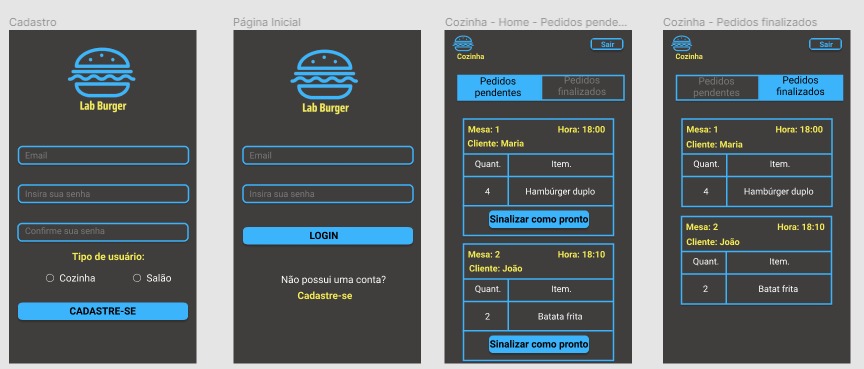 Cadastro
Lab Burger
Email
Insira sua senha
Confirme sua senha
Tipo de usuário:
Cozinha
Salão
CADASTRE-SE
Página Inicial
Lab Burger
Email
Insira sua senha
LOGIN
Não possui uma conta?
Cadastre-se
Cozinha - Home - Pedidos pende...
Cozinha
Sair
Pedidos
pendentes
Pedidos
finalizados
Mesa: 1
Hora: 18:00
Cliente: Maria
Quant.
Item.
4
Hambúrger duplo
Sinalizar como pronto
Mesa: 2
Hora: 18:10
Cliente: João
Quant.
Item.
2
Batata frita
Sinalizar como pronto
Cozinha - Pedidos finalizados
Cozinha
Sair
Pedidos
pendentes
Pedidos
finalizados
Mesa: 1
Hora: 18:00
Cliente: Maria
Quant.
Item.
4
Hambúrger duplo
Mesa: 2
Hora: 18:10
Cliente: João
Quant.
Item.
2
Batat frita